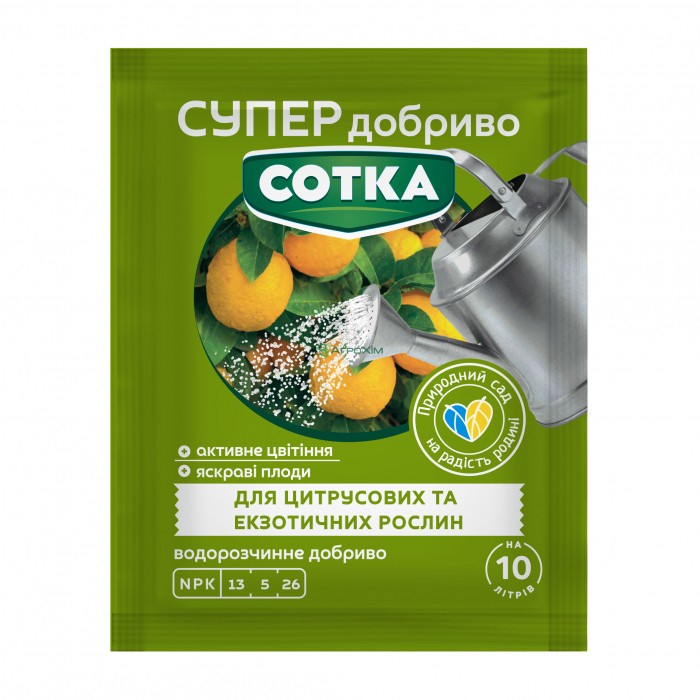 СУПЕР добриво
СОТКА
АГРОХІМ
Природний сад
на радість родині
+ активне цвітіння
+ яскраві плоди
ДЛЯ ЦИТРУСОВИХ ТА
ЕКЗОТИЧНИХ РОСЛИН
водорозчинне добриво
NPK 13 5 26
НА
10
ЛІТРІВ